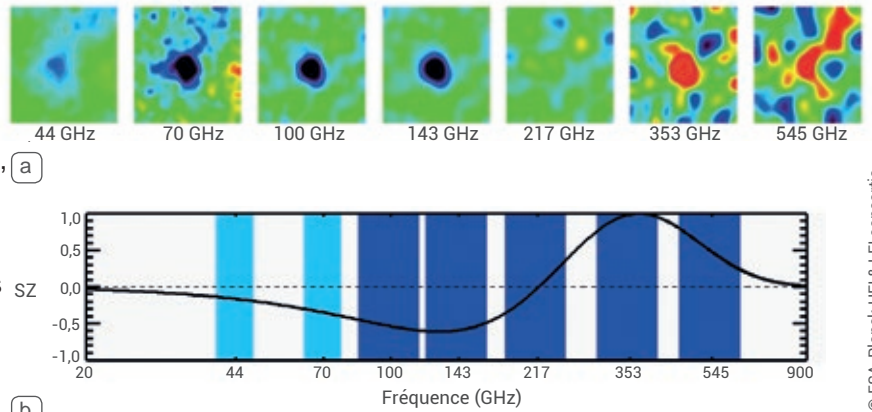 44 GHz 70 GHz 100 GHz 143 GHz 217 GHz 353 GHz 545 GHz
, a
1,0
0,5
s SZ 0,0
-0,5
-1,0
20 44 70 100 143 217 353 545 900
Fréquence (GHz)
b